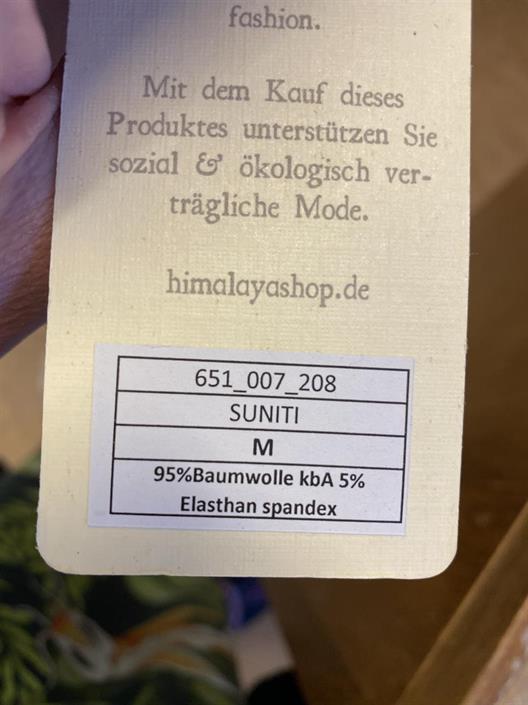 fashion.
Mit dem Kauf dieses
Produktes unterstützen Sie
sozial & ökologisch ver-
trägliche Mode.
himalayashop.de
651_007_208
SUNITI
M
95%Baumwolle kbA 5%
Elasthan spandex